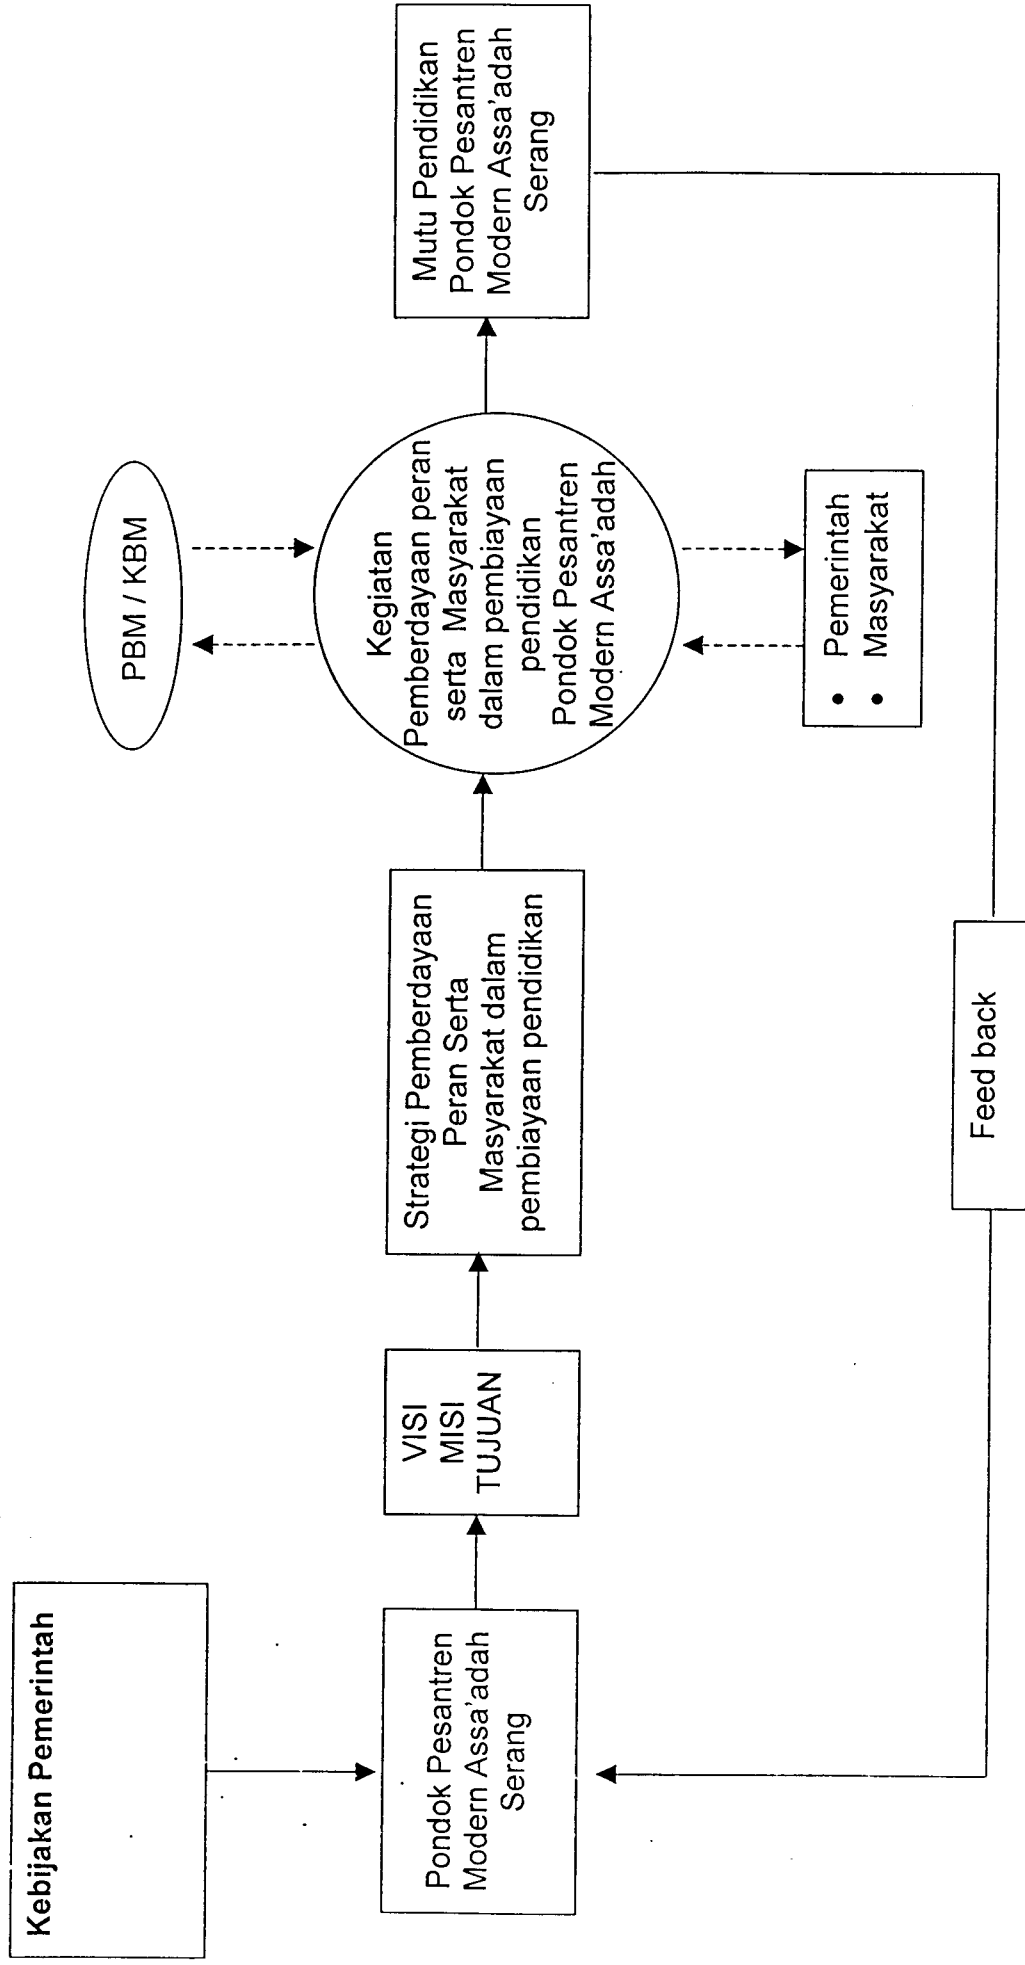 Kebijakan Pemerintah
Pondok Pesantren
Modern Assa'adah
Serang
VISI
MISI
TUJUAN
Strategi Pemberdayaan
Peran Serta
Masyarakat dalam
pembiayaan pendidikan
PBM / KBM
Kegiatan
Pemberdayaan peran
serta Masyarakat
dalam pembiayaan
pendidikan
Pondok Pesantren
Modern Assa'adah
• Pemerintah
• Masyarakat
Mutu Pendidikan
Pondok Pesantren
Modern Assa'adah
Serang
Feed back